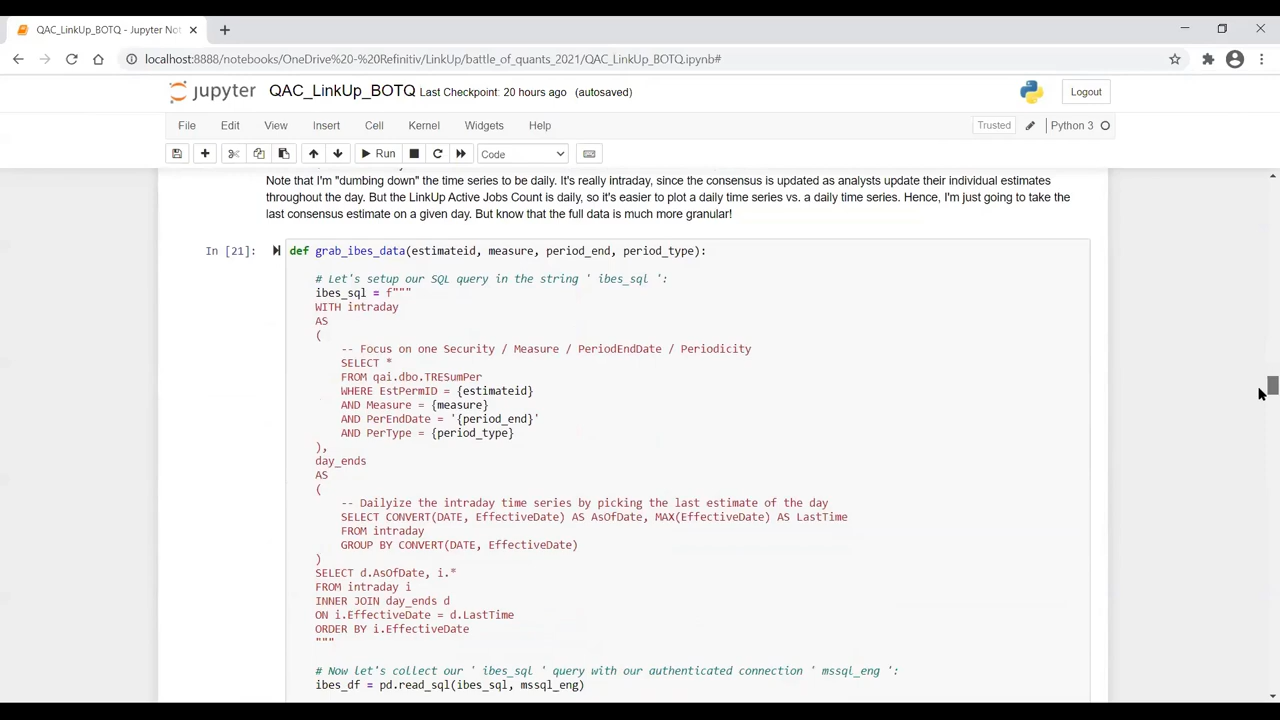 QAC_LinkUp_BOTQ - Jupyter Not
localhost:8888/notebooks/OneDrive%20-%20Refinitiv/LinkUp/battle_of_quants_2021/QAC_LinkUp_BOTQ.ipynb#
jupyter QAC_LinkUp_BOTQ Last Checkpoint: 20 hours ago (autosaved) Logout
File Edit View Insert Cell Kernel Widgets Help Trusted Python 3
Run Code
Note that I'm "dumbing down" the time series to be daily. It's really intraday, since the consensus is updated as analysts update their individual estimates
throughout the day. But the LinkUp Active Jobs Count is daily, so it's easier to plot a daily time series vs. a daily time series. Hence, I'm just going to take the
last consensus estimate on a given day. But know that the full data is much more granular!
In [21]: def grab_ibes_data(estimateid, measure, period_end, period_type):
# Let's setup our SQL query in the string ' ibes_sql ':
ibes_sql = f"""
WITH intraday
AS
(
-- Focus on one Security / Measure / PeriodEndDate / Periodicity
SELECT *
FROM qai.dbo.TRESumPer
WHERE EstPermID = {estimateid}
AND Measure = {measure}
AND PerEndDate = '{period_end}'
AND PerType = {period_type}
),
day_ends
AS
(
-- Dailyize the intraday time series by picking the last estimate of the day
SELECT CONVERT(DATE, EffectiveDate) AS AsOfDate, MAX(EffectiveDate) AS LastTime
FROM intraday
GROUP BY CONVERT(DATE, EffectiveDate)
)
SELECT d.AsOfDate, i.*
FROM intraday i
INNER JOIN day_ends d
ON i.EffectiveDate = d.LastTime
ORDER BY i.EffectiveDate
"""
# Now let's collect our ' ibes_sql ' query with our authenticated connection ' mssql_eng ':
ibes_df = pd.read_sql(ibes_sql, mssql_eng)